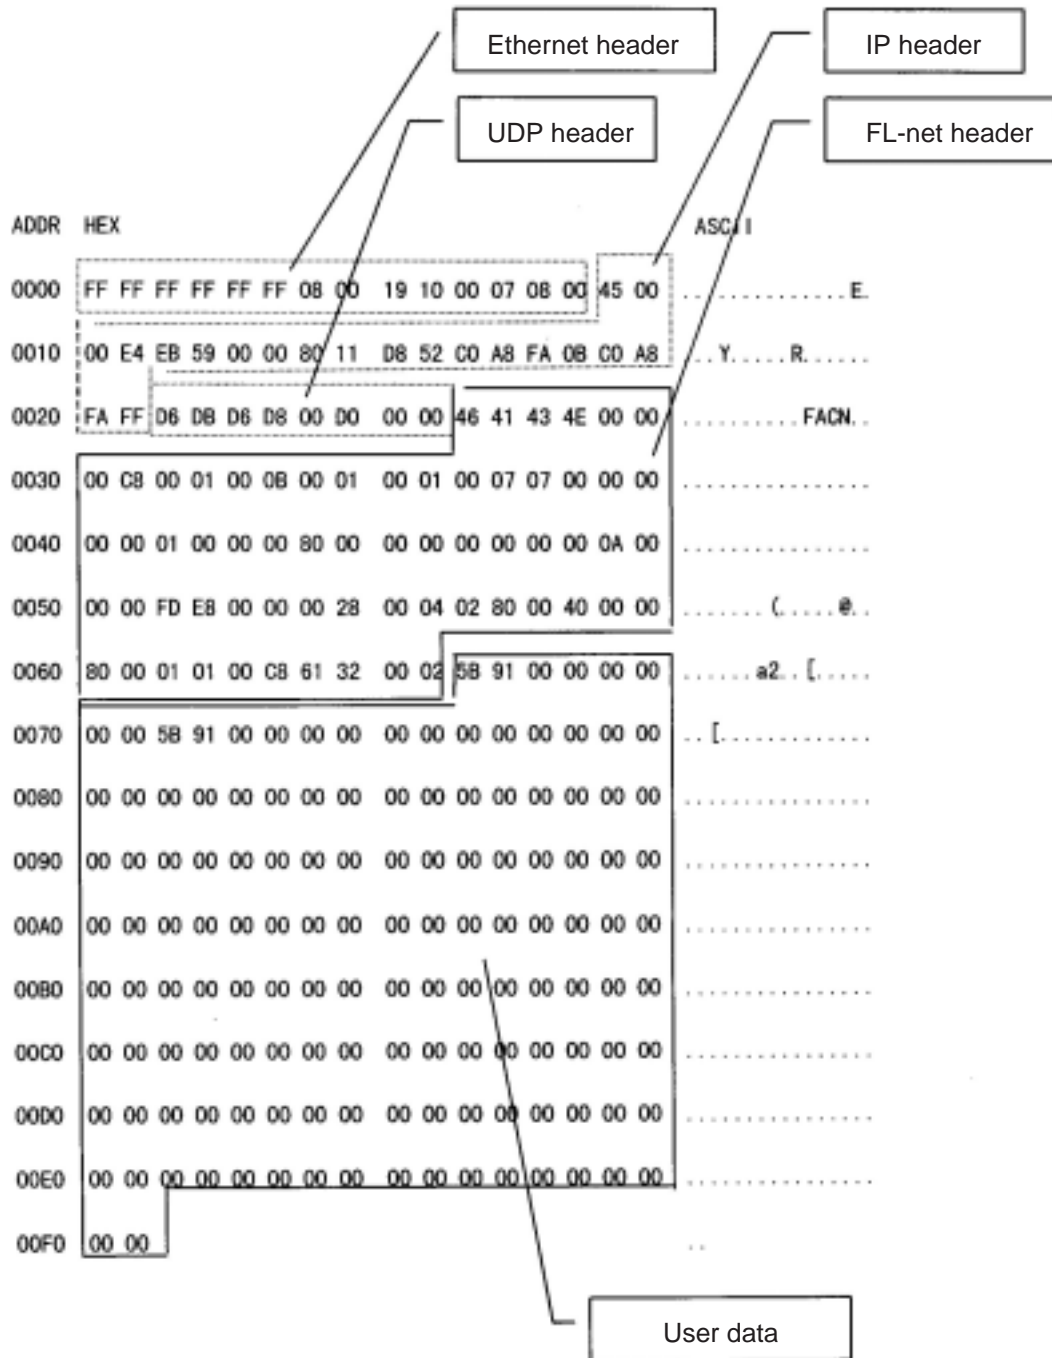 Ethernet header
IP header
UDP header
FL-net header
ADDR HEX ASCII
0000 FF FF FF FF FF FF 08 00 19 10 00 07 08 00 45 00 ..............E.
0010 00 E4 EB 59 00 00 80 11 D8 52 C0 A8 FA 0B C0 A8 ...Y.....R......
0020 FA FF D6 DB D6 D8 00 D0 00 00 46 41 43 4E 00 00 ..........FACN..
0030 00 C8 00 01 00 0B 00 01 00 01 00 07 07 00 00 00 ................
0040 00 00 01 00 00 00 80 00 00 00 00 00 00 00 0A 00 ................
0050 00 00 FD E8 00 00 00 28 00 04 02 80 00 40 00 00 .......(.....@..
0060 80 00 01 01 00 C8 61 32 00 02 5B 91 00 00 00 00 ......a2..[.....
0070 00 00 5B 91 00 00 00 00 00 00 00 00 00 00 00 00 ..[.............
0080 00 00 00 00 00 00 00 00 00 00 00 00 00 00 00 00 ................
0090 00 00 00 00 00 00 00 00 00 00 00 00 00 00 00 00 ................
00A0 00 00 00 00 00 00 00 00 00 00 00 00 00 00 00 00 ................
00B0 00 00 00 00 00 00 00 00 00 00 00 00 00 00 00 00 ................
00C0 00 00 00 00 00 00 00 00 00 00 00 00 00 00 00 00 ................
00D0 00 00 00 00 00 00 00 00 00 00 00 00 00 00 00 00 ................
00E0 00 00 00 00 00 00 00 00 00 00 00 00 00 00 00 00 ................
00F0 00 00 ..
User data